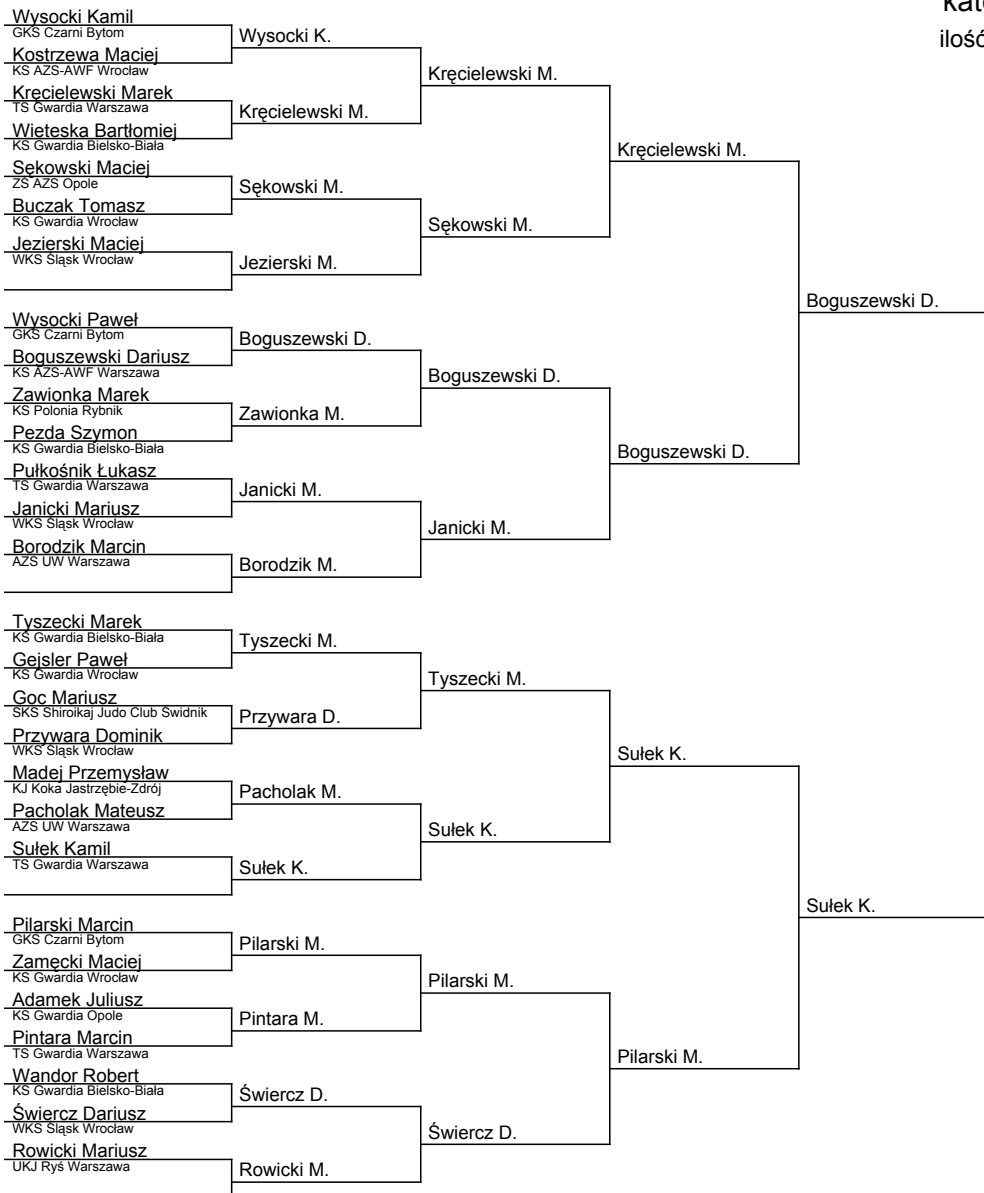 Wysocki Kamil
GKS Czarni Bytom
Kostrzewa Maciej
KS AZS-AWF Wrocław
Kręcielewski Marek
TS Gwardia Warszawa
Wieteska Bartłomiej
KS Gwardia Bielsko-Biała
Sękowski Maciej
ZS AZS Opole
Buczak Tomasz
KS Gwardia Wrocław
Jezierski Maciej
WKS Śląsk Wrocław
Wysocki Paweł
GKS Czarni Bytom
Boguszewski Dariusz
KS AZS-AWF Warszawa
Zawionka Marek
KS Polonia Rybnik
Pezda Szymon
KS Gwardia Bielsko-Biała
Pułkośnik Łukasz
TS Gwardia Warszawa
Janicki Mariusz
WKS Śląsk Wrocław
Borodzik Marcin
AZS UW Warszawa
Tyszecki Marek
KS Gwardia Bielsko-Biała
Gejsler Paweł
KS Gwardia Wrocław
Goc Mariusz
SKS Shiroikaj Judo Club Świdnik
Przywara Dominik
WKS Śląsk Wrocław
Madej Przemysław
KJ Koka Jastrzębie-Zdrój
Pacholak Mateusz
AZS UW Warszawa
Sułek Kamil
TS Gwardia Warszawa
Pilarski Marcin
GKS Czarni Bytom
Zamęcki Maciej
KS Gwardia Wrocław
Adamek Juliusz
KS Gwardia Opole
Pintara Marcin
TS Gwardia Warszawa
Wandor Robert
KS Gwardia Bielsko-Biała
Świercz Dariusz
WKS Śląsk Wrocław
Rowicki Mariusz
UKJ Ryś Warszawa
Wysocki K.
Kręcielewski M.
Sękowski M.
Jezierski M.
Boguszewski D.
Zawionka M.
Janicki M.
Borodzik M.
Tyszecki M.
Przywara D.
Pacholak M.
Sułek K.
Pilarski M.
Pintara M.
Świercz D.
Rowicki M.
Kręcielewski M.
Sękowski M.
Boguszewski D.
Janicki M.
Tyszecki M.
Sułek K.
Pilarski M.
Świercz D.
Kręcielewski M.
Boguszewski D.
Sułek K.
Pilarski M.
Boguszewski D.
Sułek K.
ilość